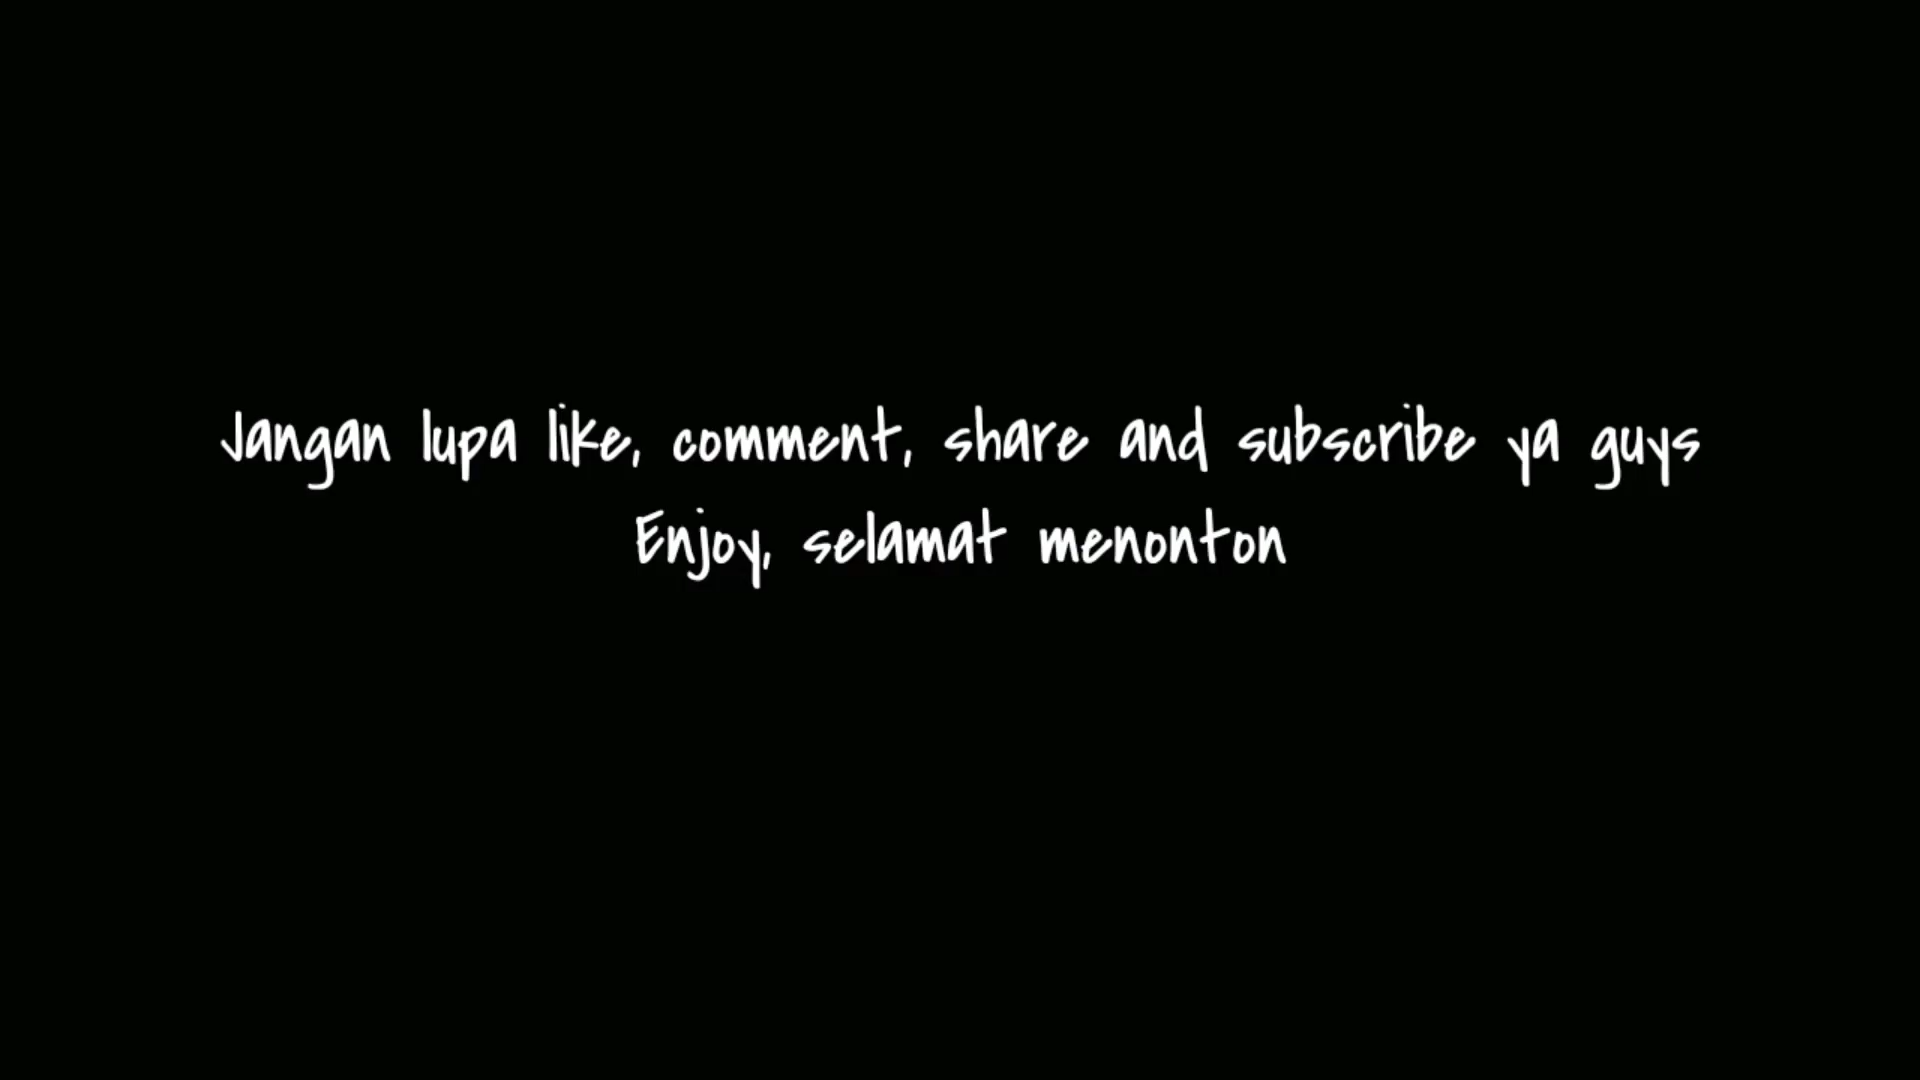 Jangan lupa like, comment, share and subscribe ya guys
Enjoy, selamat menonton